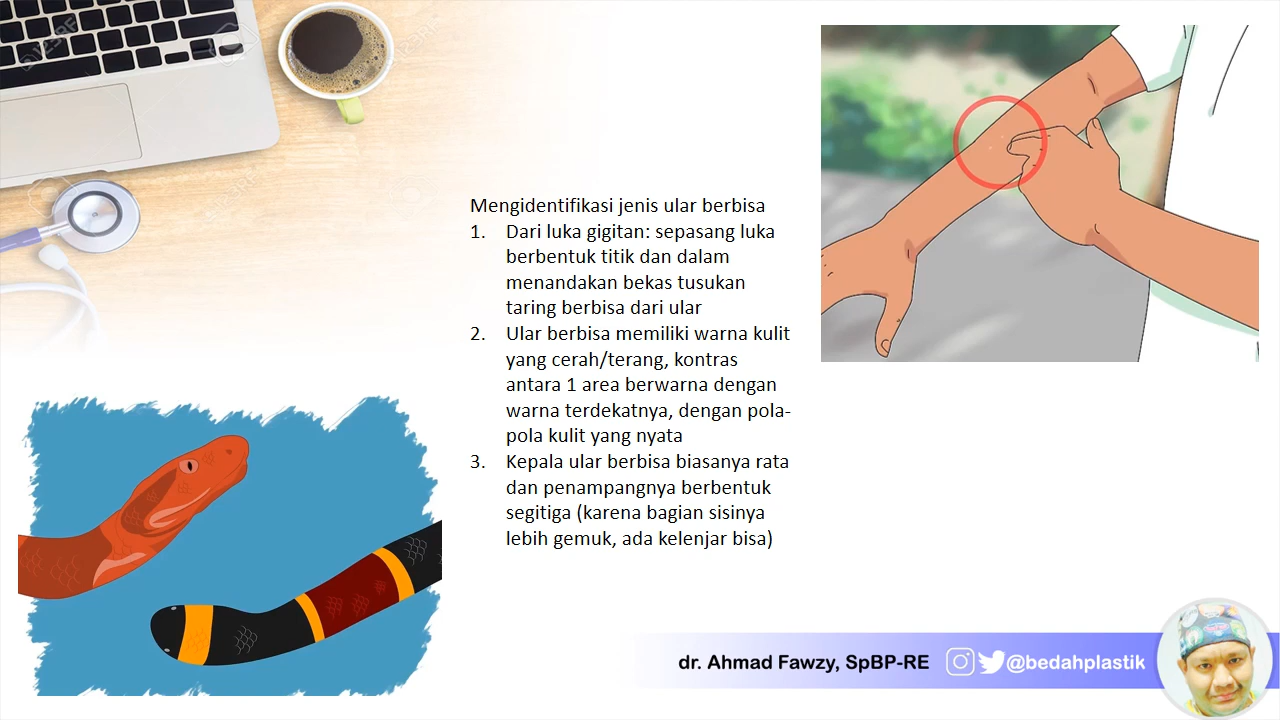 Mengidentifikasi jenis ular berbisa
1. Dari luka gigitan: sepasang luka
berbentuk titik dan dalam
menandakan bekas tusukan
taring berbisa dari ular
2. Ular berbisa memiliki warna kulit
yang cerah/terang, kontras
antara 1 area berwarna dengan
warna terdekatnya, dengan pola-
pola kulit yang nyata
3. Kepala ular berbisa biasanya rata
dan penampangnya berbentuk
segitiga (karena bagian sisinya
lebih gemuk, ada kelenjar bisa)
dr. Ahmad Fawzy, SpBP-RE @bedahplastik